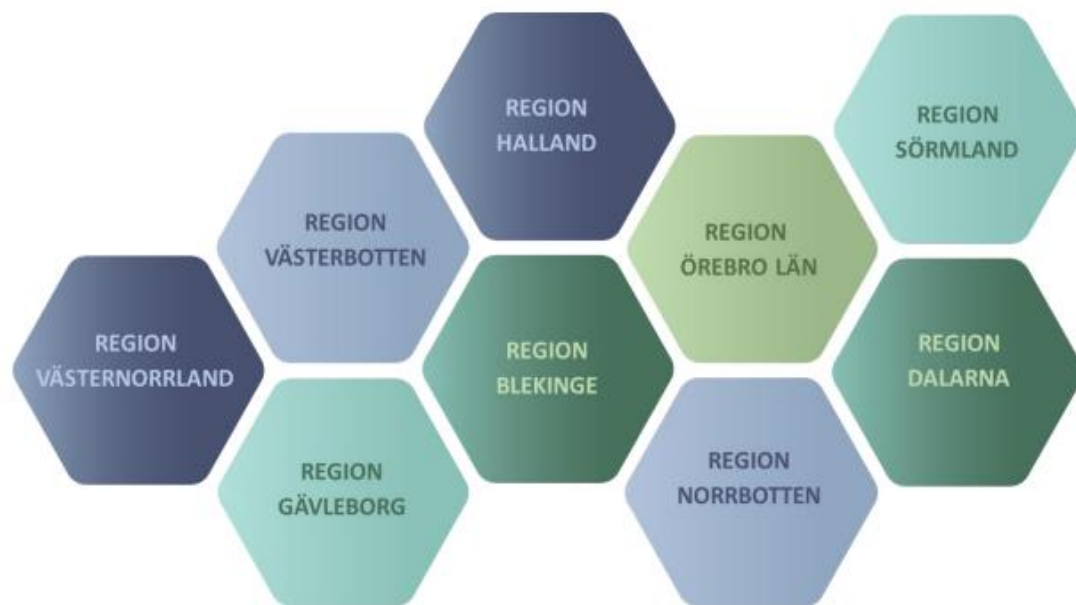 REGION
HALLAND
REGION
SÖRMLAND
REGION
VÄSTERBOTTEN
REGION
ÖREBRO LÄN
REGION
VÄSTERNORRLAND
REGION
BLEKINGE
REGION
DALARNA
REGION
GÄVLEBORG
REGION
NORRBOTTEN